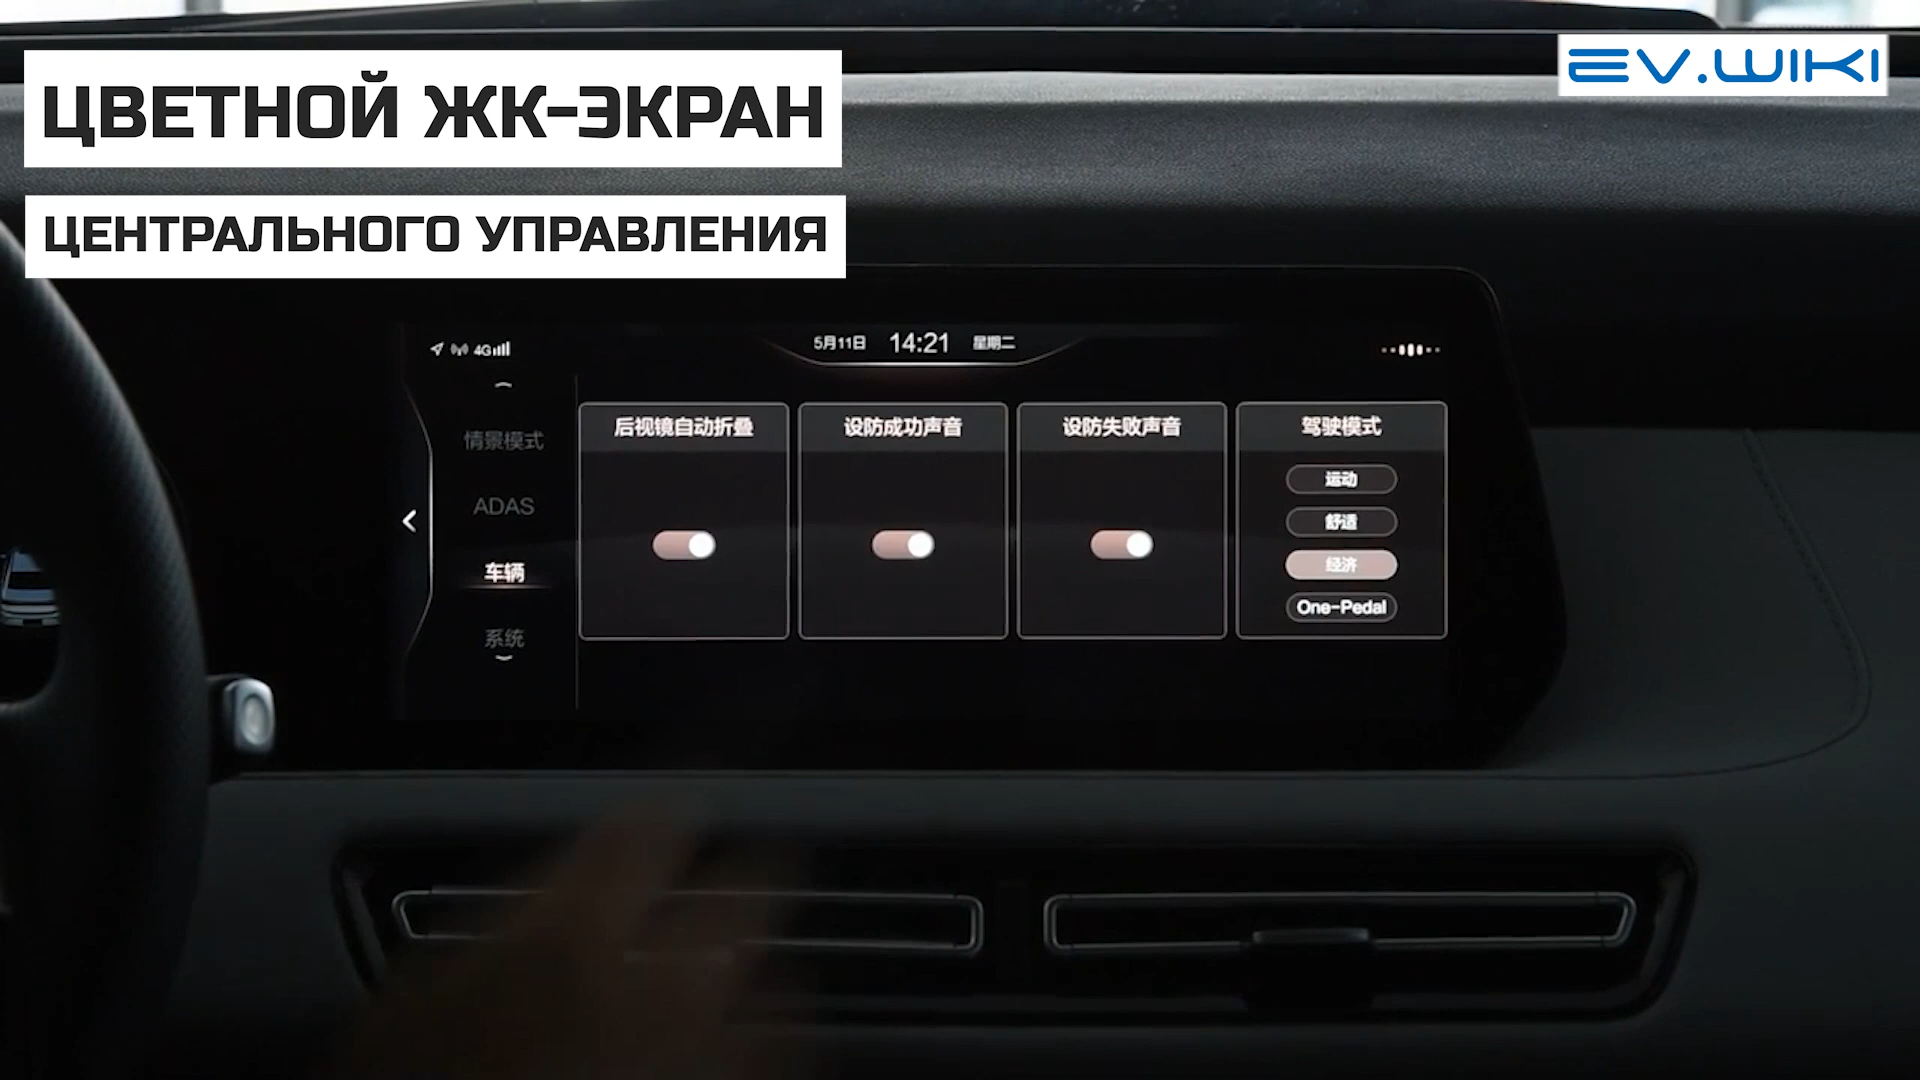 ЦВЕТНОЙ ЖК-ЭКРАН
EV.WIKI
ЦЕНТРАЛЬНОГО УПРАВЛЕНИЯ
4G
5月11日 14:21 星期二
情景模式
ADAS
车辆
系统
后视镜自动折叠
设防成功声音
设防失败声音
驾驶模式
运动
舒适
经济
One-Pedal